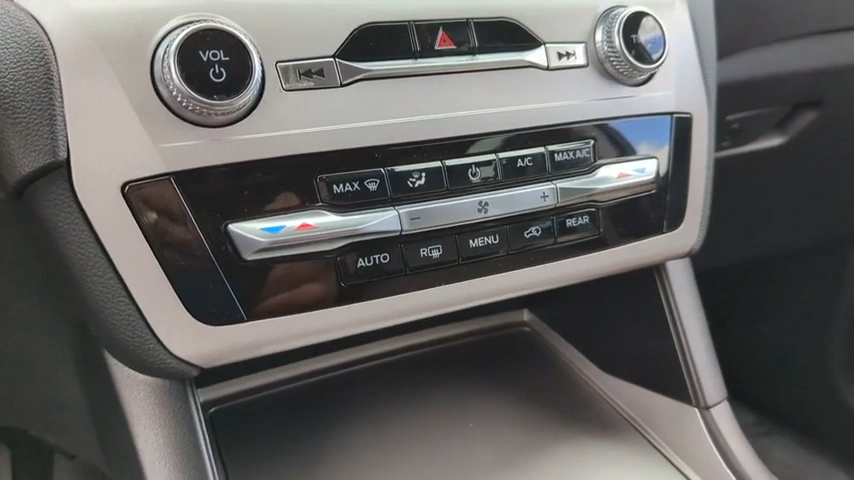 VOL
MAX
A/C
MAX A/C
− +
AUTO
R
MENU
REAR